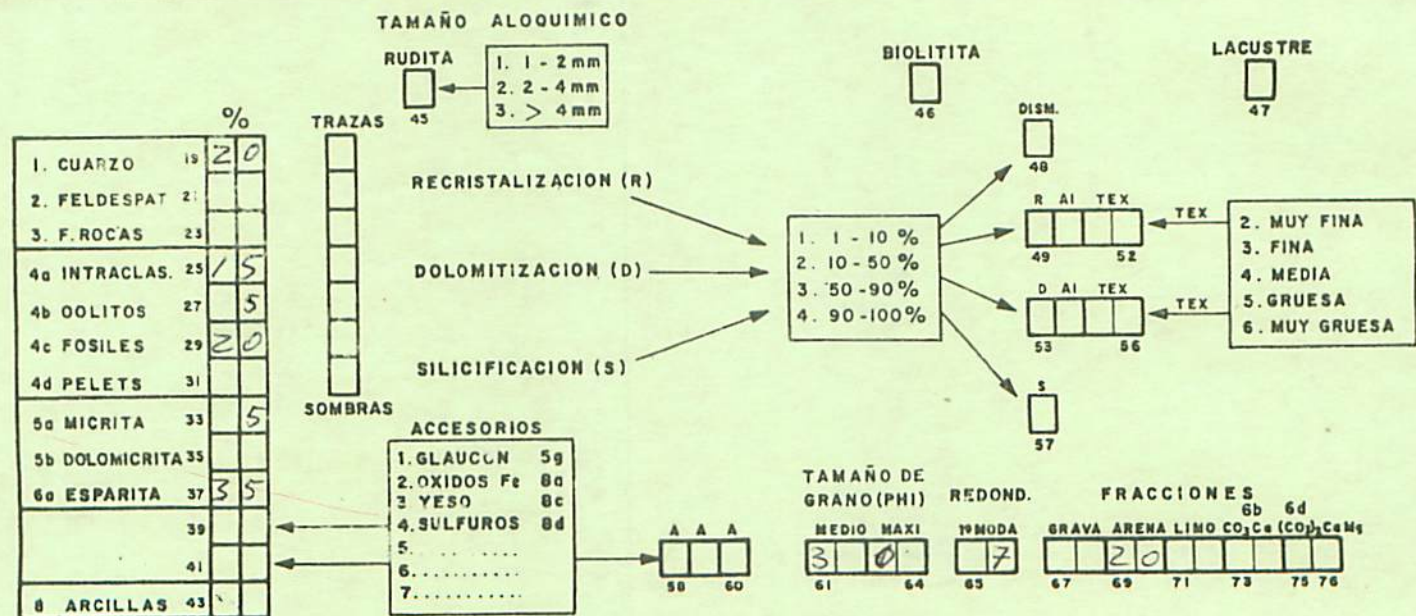 TAMAÑO ALOQUIMICO
RUDITA
45
1. 1 - 2 mm
2. 2 - 4 mm
3. > 4 mm
BIOLITITA
46
LACUSTRE
47
%
1. CUARZO 19 2 0
2. FELDESPAT 21
3. F. ROCAS 23
4a INTRACLAS. 25 1 5
4b OOLITOS 27 5
4c FOSILES 29 2 0
4d PELETS 31
5a MICRITA 33 5
5b DOLOMICRITA 35
6a ESPARITA 37 3 5
39
41
8 ARCILLAS 43
TRAZAS
SOMBRAS
RECRISTALIZACION (R)
DOLOMITIZACION (D)
SILICIFICACION (S)
1. 1 - 10 %
2. 10 - 50 %
3. 50 - 90 %
4. 90 - 100 %
DISM.
48
R AI TEX
49 52
D AI TEX
53 56
S
57
TEX
TEX
2. MUY FINA
3. FINA
4. MEDIA
5. GRUESA
6. MUY GRUESA
ACCESORIOS
1. GLAUCON 5g
2. OXIDOS Fe 8a
3 YESO 8c
4. SULFUROS 8d
5. ..........
6. ..........
7. ..........
A A A
58 60
TAMAÑO DE
GRANO (PHI)
MEDIO MAXI
3 0
61 64
REDOND.
1ª MODA
7
65
FRACCIONES
6b 6d
GRAVA ARENA LIMO CO3Ca (CO3)2CaMg
2 0
67 69 71 73 75 76